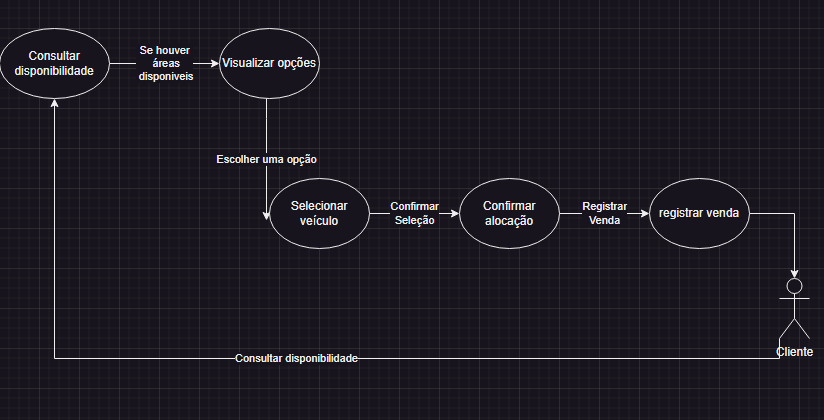 Consultar
disponibilidade
Se houver
áreas
disponiveis
Visualizar opções
Escolher uma opção
Selecionar
veículo
Confirmar
Seleção
Confirmar
alocação
Registrar
Venda
registrar venda
Cliente
Consultar disponibilidade